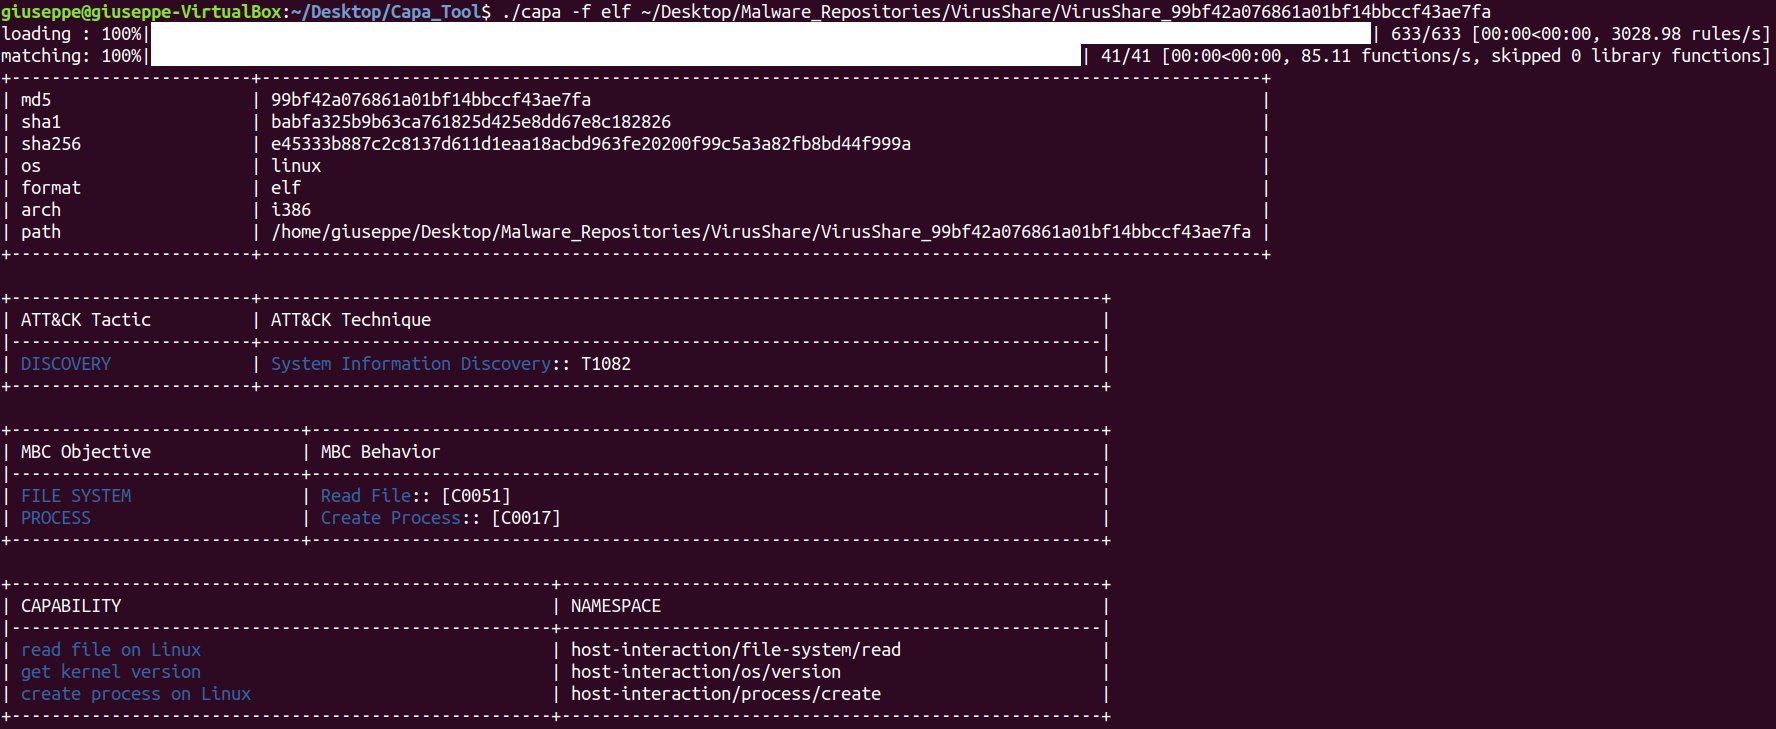 giuseppe@giuseppe-VirtualBox:~/Desktop/Capa_Tool$ ./capa -f elf ~/Desktop/Malware_Repositories/VirusShare/VirusShare_99bf42a076861a01bf14bbccf43ae7fa
loading : 100%| | 633/633 [00:00<00:00, 3028.98 rules/s]
matching: 100%| | 41/41 [00:00<00:00, 85.11 functions/s, skipped 0 library functions]
| md5 | 99bf42a076861a01bf14bbccf43ae7fa |
| sha1 | babfa325b9b63ca761825d425e8dd67e8c182826 |
| sha256 | e45333b887c2c8137d611d1eaa18acbd963fe20200f99c5a3a82fb8bd44f999a |
| os | linux |
| format | elf |
| arch | i386 |
| path | /home/giuseppe/Desktop/Malware_Repositories/VirusShare/VirusShare_99bf42a076861a01bf14bbccf43ae7fa |
| ATT&CK Tactic | ATT&CK Technique |
| DISCOVERY | System Information Discovery:: T1082 |
| MBC Objective | MBC Behavior |
| FILE SYSTEM | Read File:: [C0051] |
| PROCESS | Create Process:: [C0017] |
| CAPABILITY | NAMESPACE |
| read file on Linux | host-interaction/file-system/read |
| get kernel version | host-interaction/os/version |
| create process on Linux | host-interaction/process/create |